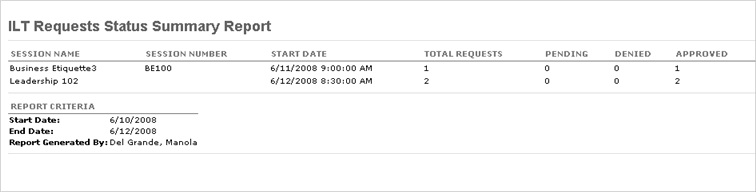 ILT Requests Status Summary Report
SESSION NAME SESSION NUMBER START DATE TOTAL REQUESTS PENDING DENIED APPROVED
Business Etiquette3 BE100 6/11/2008 9:00:00 AM 1 0 0 1
Leadership 102 6/12/2008 8:30:00 AM 2 0 0 2
REPORT CRITERIA
Start Date: 6/10/2008
End Date: 6/12/2008
Report Generated By: Del Grande, Manola